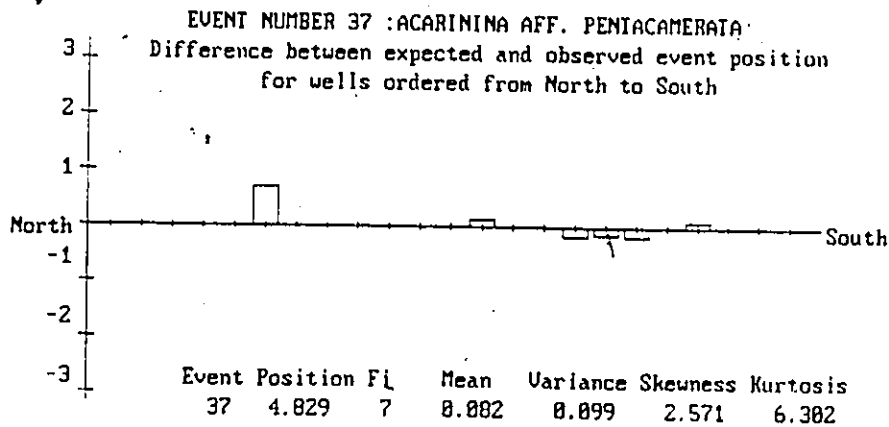 EVENT NUMBER 37 :ACARININA AFF. PENTACAMERATA
Difference between expected and observed event position
for wells ordered from North to South
3
2
1
North
South
-1
-2
-3
Event Position Fi Mean Variance Skewness Kurtosis
37 4.829 7 0.082 0.099 2.571 6.302